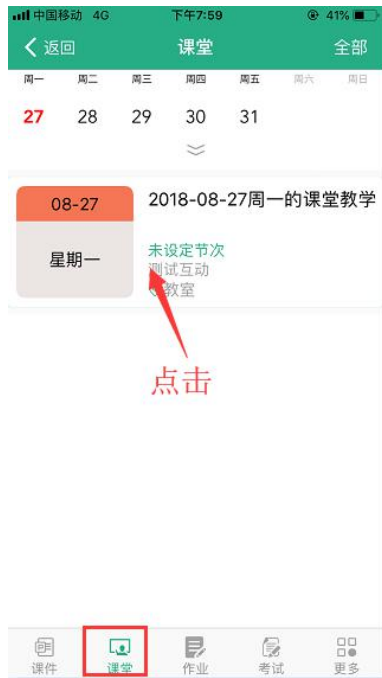 中国移动 4G 下午7:59 41%
返回 课堂 全部
周一 周二 周三 周四 周五 周六 周日
27 28 29 30 31
08-27 2018-08-27周一的课堂教学
星期一
未设定节次
测试互动
教室
点击
课件 课堂 作业 考试 更多